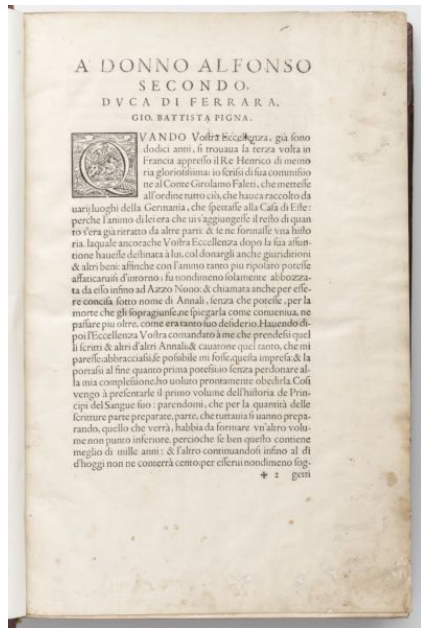 A DONNO ALFONSO
SECONDO,
DVCA DI FERRARA,
GIO. BATTISTA PIGNA.
QVANDO Voſtra Eccellenza, già ſono
dodici anni, ſi trouaua la terza volta in
Francia appreſſo il Re Henrico di memo
ria glorioſiſsima: io ſcriſsi di ſua commiſsio
ne al Conte Girolamo Faleti, che metteſſe
all'ordine tutto ciò, che hauea raccolto da
uarij luoghi della Germania, che ſpettaſſe alla Caſa di Eſte:
perche l'animo di lei era che ui s'aggiungeſſe il reſto di quan
to s'era già ritratto da altre parti: & ſe ne formaſſe vna hiſto
ria. laquale ancorache Voſtra Eccellenza dopo la ſua aſſun-
tione haueſſe deſtinata à lui, col donargli anche giuriditioni
& altri beni: affinche con l'animo tanto piu ripoſato poteſſe
affaticaruiſi d'intorno, fu nondimeno ſolamente abbozza-
ta da eſſo infino ad Azzo Nono: & chiamata anche per eſſe-
re conciſa ſotto nome di Annali, ſenza che poteſſe, per la
morte che gli ſopragiunſe, ne ſpiegarla come conueniua, ne
paſſare piu oltre, come era tanto ſuo deſiderio. Hauendo di-
poi l'Eccellenza Voſtra comandato à me che prendeſsi quel
li ſcritti & altri d'altri Annali; & cauatone quel tanto, che mi
pareſſe: abbracciaſsi, ſe poſsibile mi foſſe, queſta impreſa: & la
portaſsi al fine quanto prima poteſsi: io ſenza perdonare al-
la mia compleſsione, ho uoluto prontamente obedirla. Coſi
vengo à preſentarle il primo volume dell'hiſtoria de Prin-
cipi del Sangue ſuo: parendomi, che per la quantità delle
ſcritture parte preparate, parte, che tuttauia ſi uanno prepa-
rando, quello che verrà, habbia da formare vn'altro volu-
me non punto inferiore. percioche ſe ben queſto contiene
meglio di mille anni: & l'altro continuandoſi infino al dì
d'hoggi non ne conterrà cento: per eſſerui nondimeno ſog-
✠ 2 getti